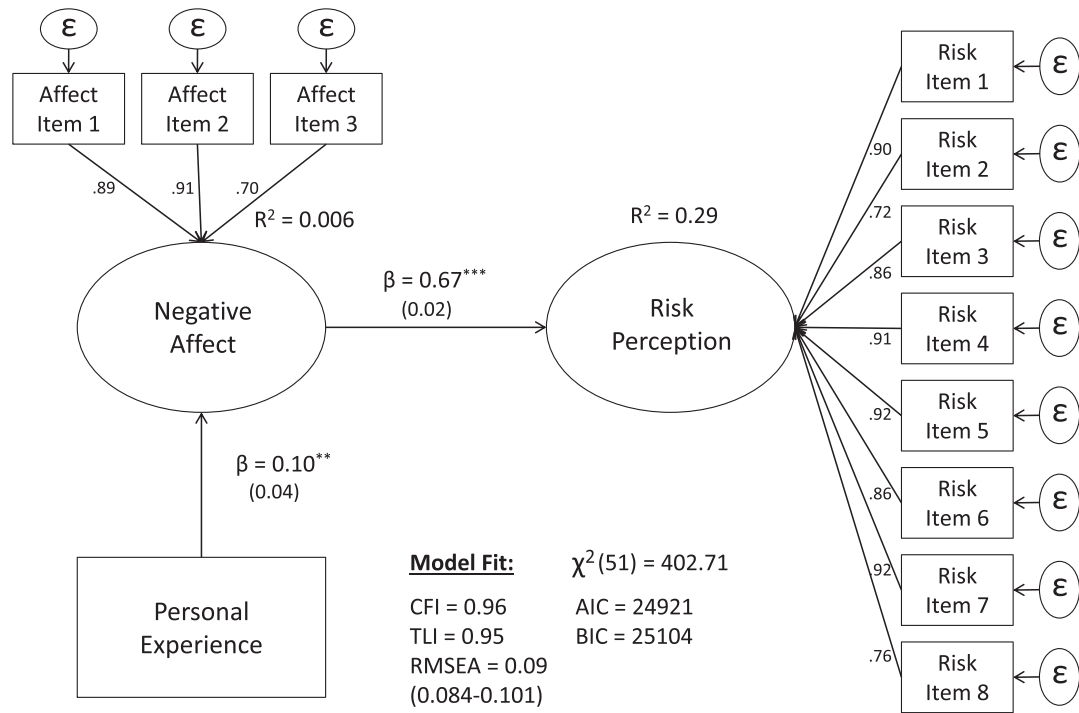 ε
ε
ε
Affect
Item 1
Affect
Item 2
Affect
Item 3
.89
.91
.70
R² = 0.006
Negative
Affect
β = 0.67***
(0.02)
R² = 0.29
Risk
Perception
β = 0.10**
(0.04)
Personal
Experience
Risk
Item 1
ε
.90
Risk
Item 2
ε
.72
Risk
Item 3
ε
.86
Risk
Item 4
ε
.91
Risk
Item 5
ε
.92
Risk
Item 6
ε
.86
Risk
Item 7
ε
.92
Risk
Item 8
ε
.76
Model Fit:
χ²(51) = 402.71
CFI = 0.96
AIC = 24921
TLI = 0.95
BIC = 25104
RMSEA = 0.09
(0.084-0.101)